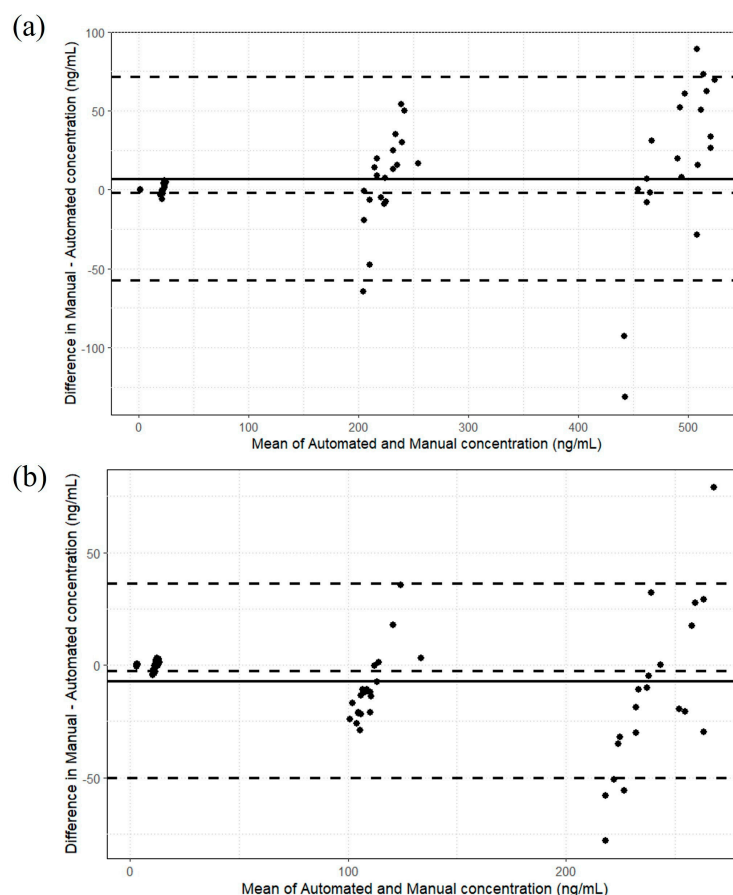 (a)
100
50
0
-50
-100
Difference in Manual - Automated concentration (ng/mL)
0
100
200
300
400
500
Mean of Automated and Manual concentration (ng/mL)
(b)
50
0
-50
Difference in Manual - Automated concentration (ng/mL)
0
100
200
Mean of Automated and Manual concentration (ng/mL)